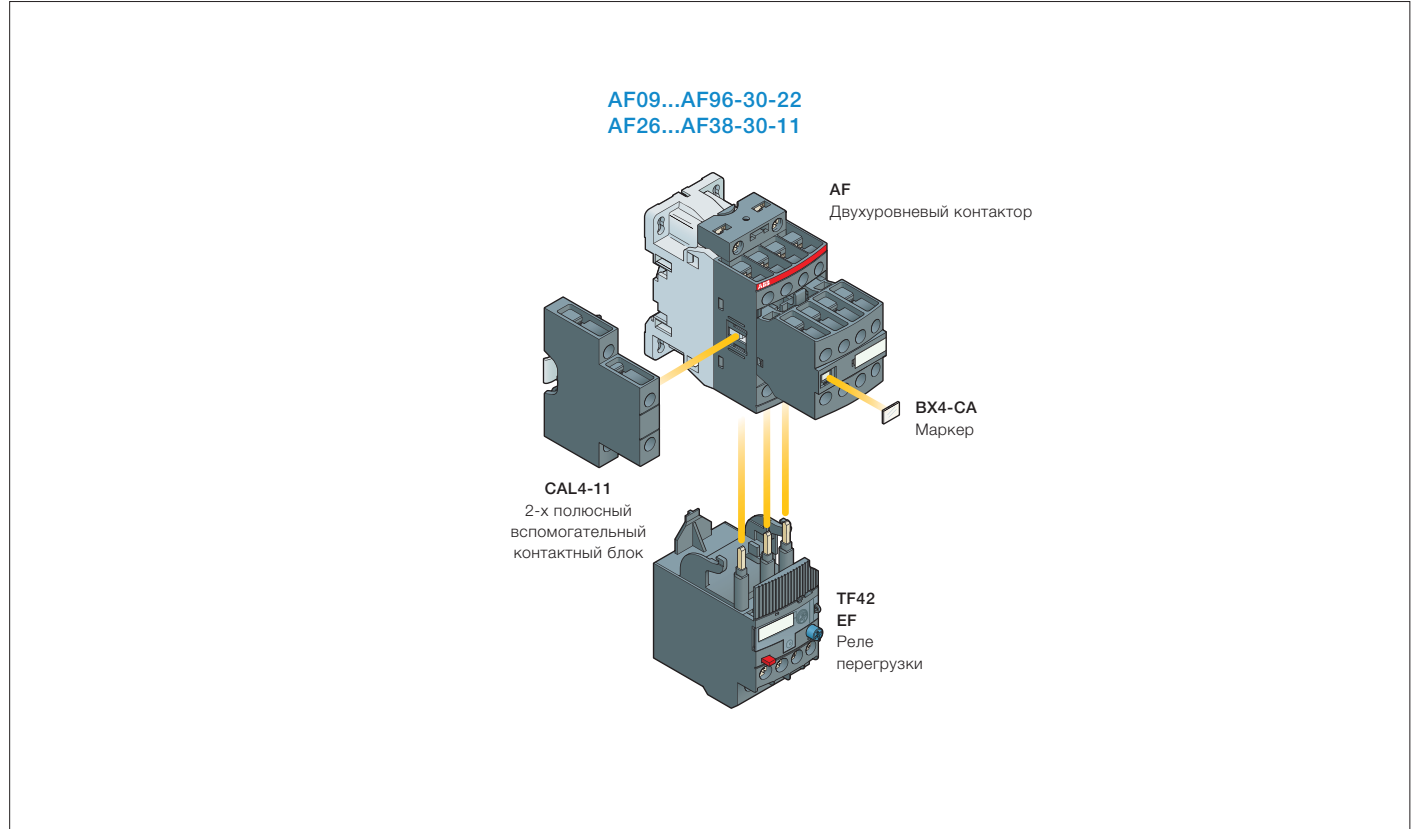 AF09...AF96-30-22
AF26...AF38-30-11
AF
Двухуровневый контактор
ABB
BX4-CA
Маркер
CAL4-11
2-х полюсный
вспомогательный
контактный блок
TF42
EF
Реле
перегрузки